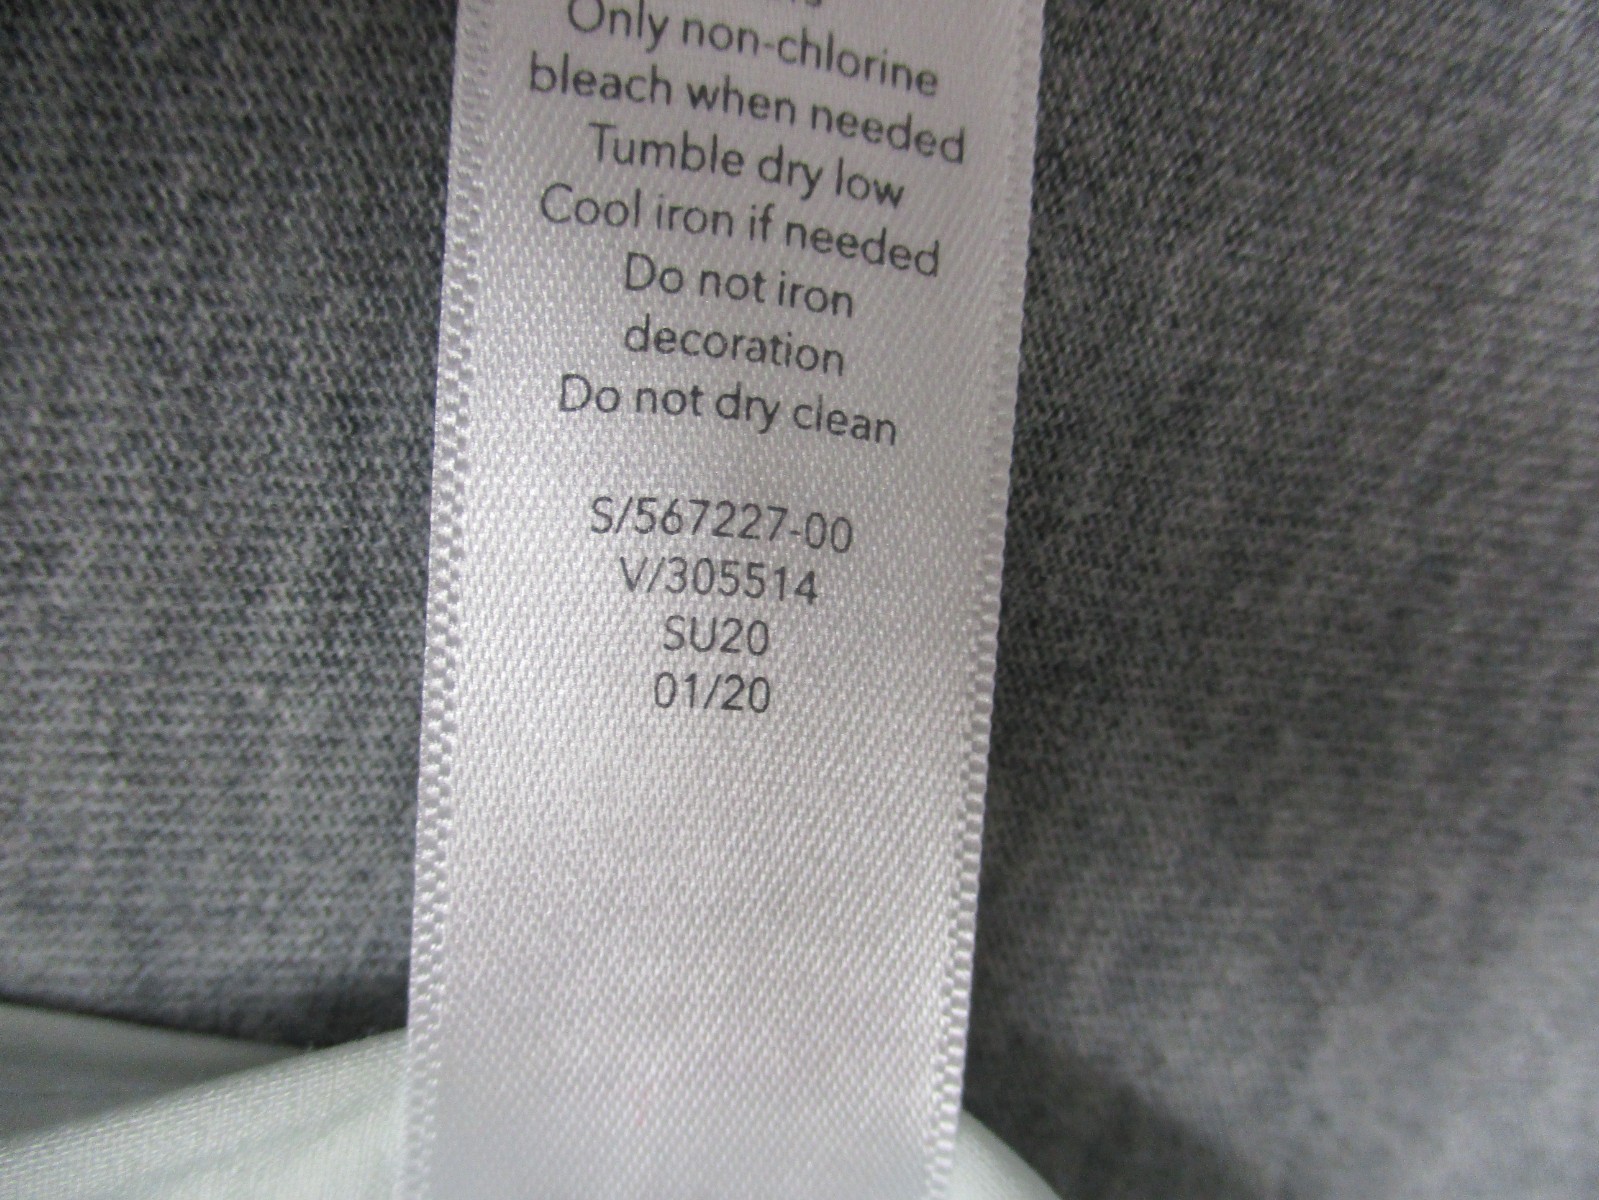 Only non-chlorine
bleach when needed
Tumble dry low
Cool iron if needed
Do not iron
decoration
Do not dry clean
S/567227-00
V/305514
SU20
01/20